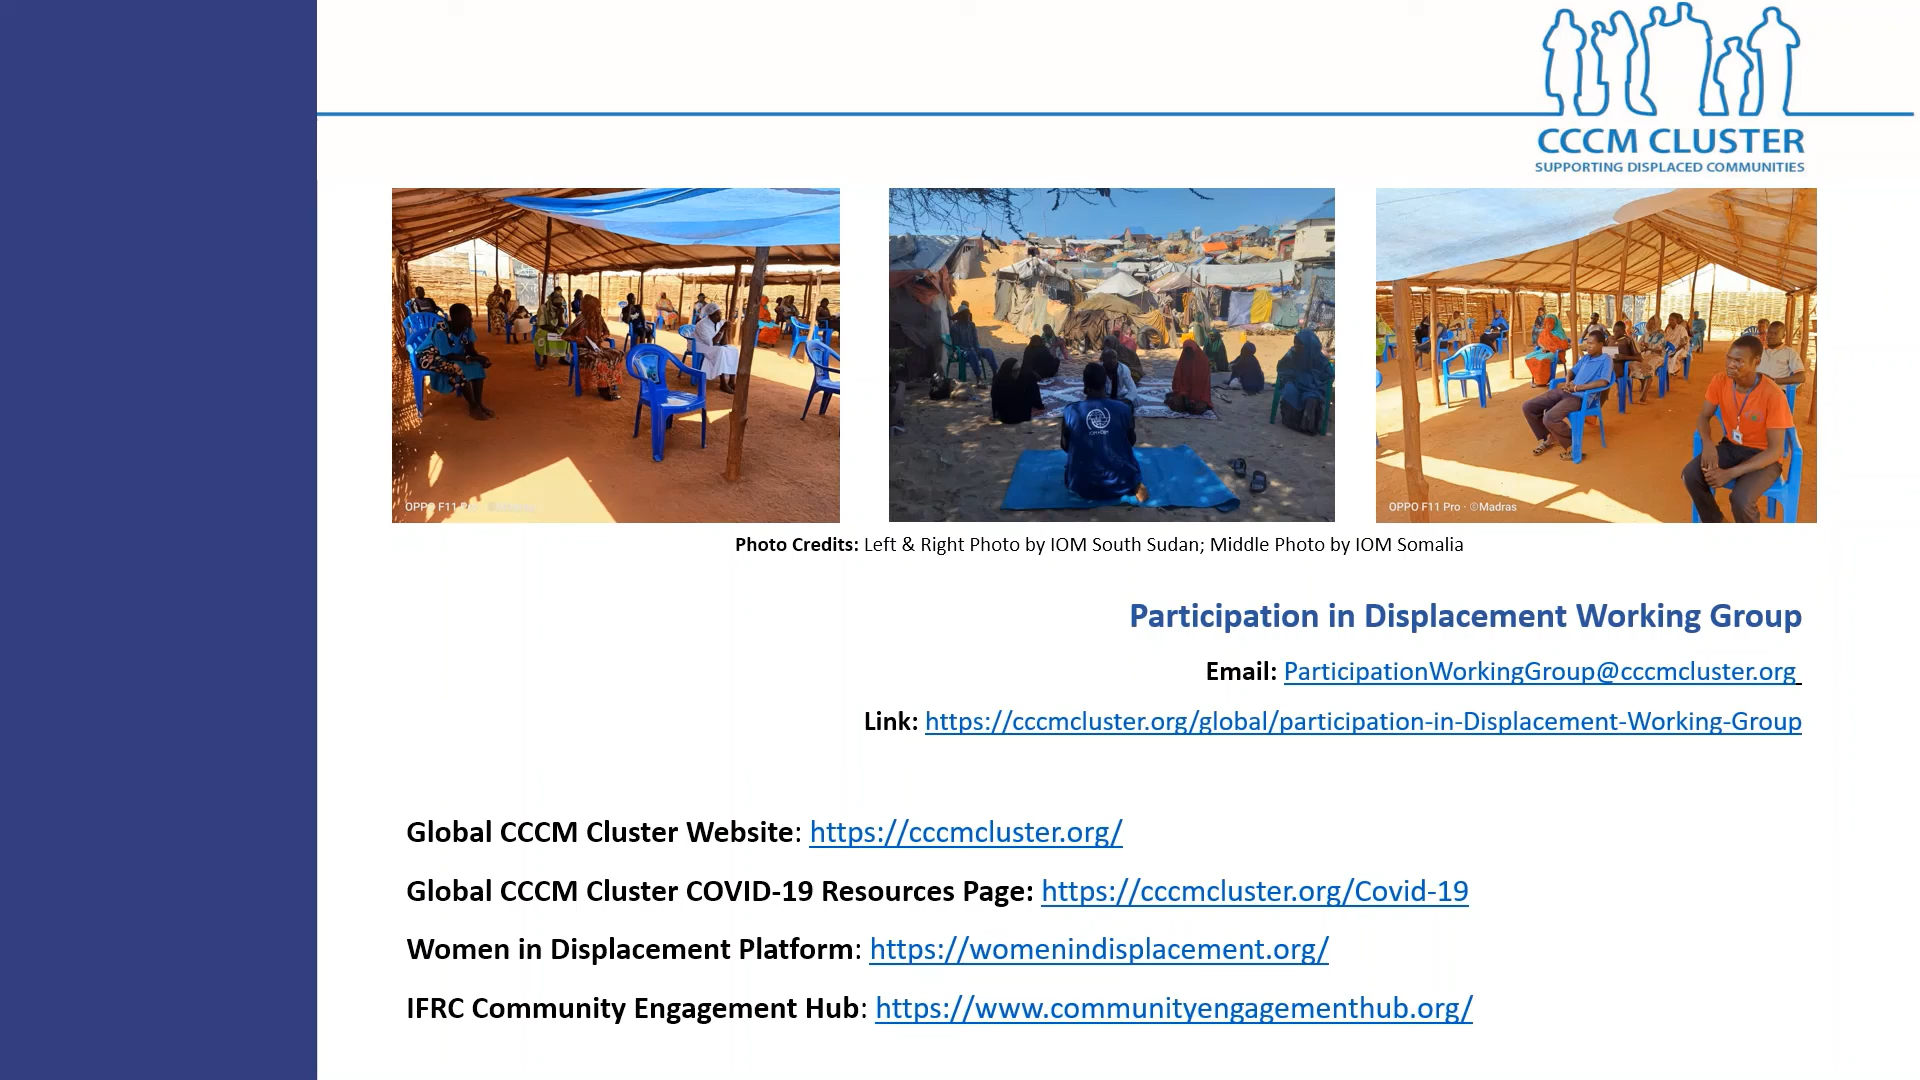 CCCM CLUSTER
SUPPORTING DISPLACED COMMUNITIES
OPPO F11 Pro
OPPO F11 Pro · ©Madras
Photo Credits: Left & Right Photo by IOM South Sudan; Middle Photo by IOM Somalia
Participation in Displacement Working Group
Email: ParticipationWorkingGroup@cccmcluster.org
Link: https://cccmcluster.org/global/participation-in-Displacement-Working-Group
Global CCCM Cluster Website: https://cccmcluster.org/
Global CCCM Cluster COVID-19 Resources Page: https://cccmcluster.org/Covid-19
Women in Displacement Platform: https://womenindisplacement.org/
IFRC Community Engagement Hub: https://www.communityengagementhub.org/